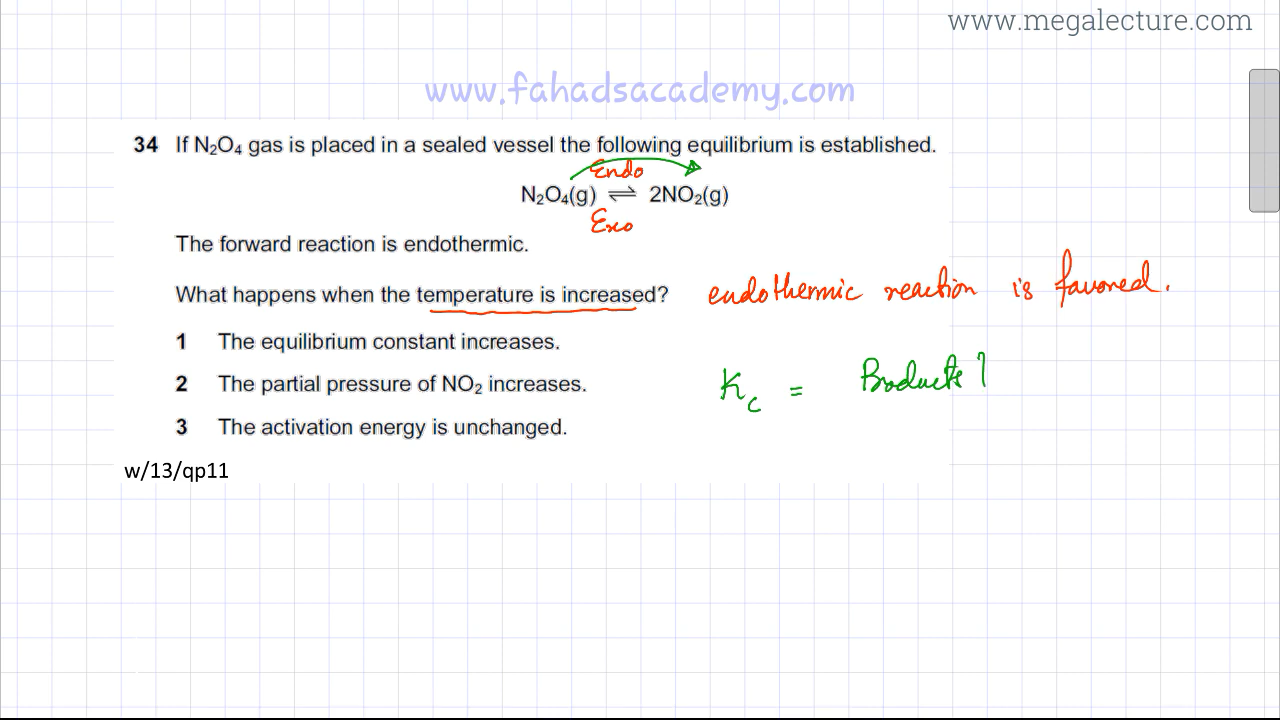 www.megalecture.com
www.fahadsacademy.com
34 If N₂O₄ gas is placed in a sealed vessel the following equilibrium is established.
Endo
N₂O₄(g) ⇌ 2NO₂(g)
Exo
The forward reaction is endothermic.
What happens when the temperature is increased? endothermic reaction is favored.
1 The equilibrium constant increases.
2 The partial pressure of NO₂ increases. Kc = Products
3 The activation energy is unchanged.
w/13/qp11